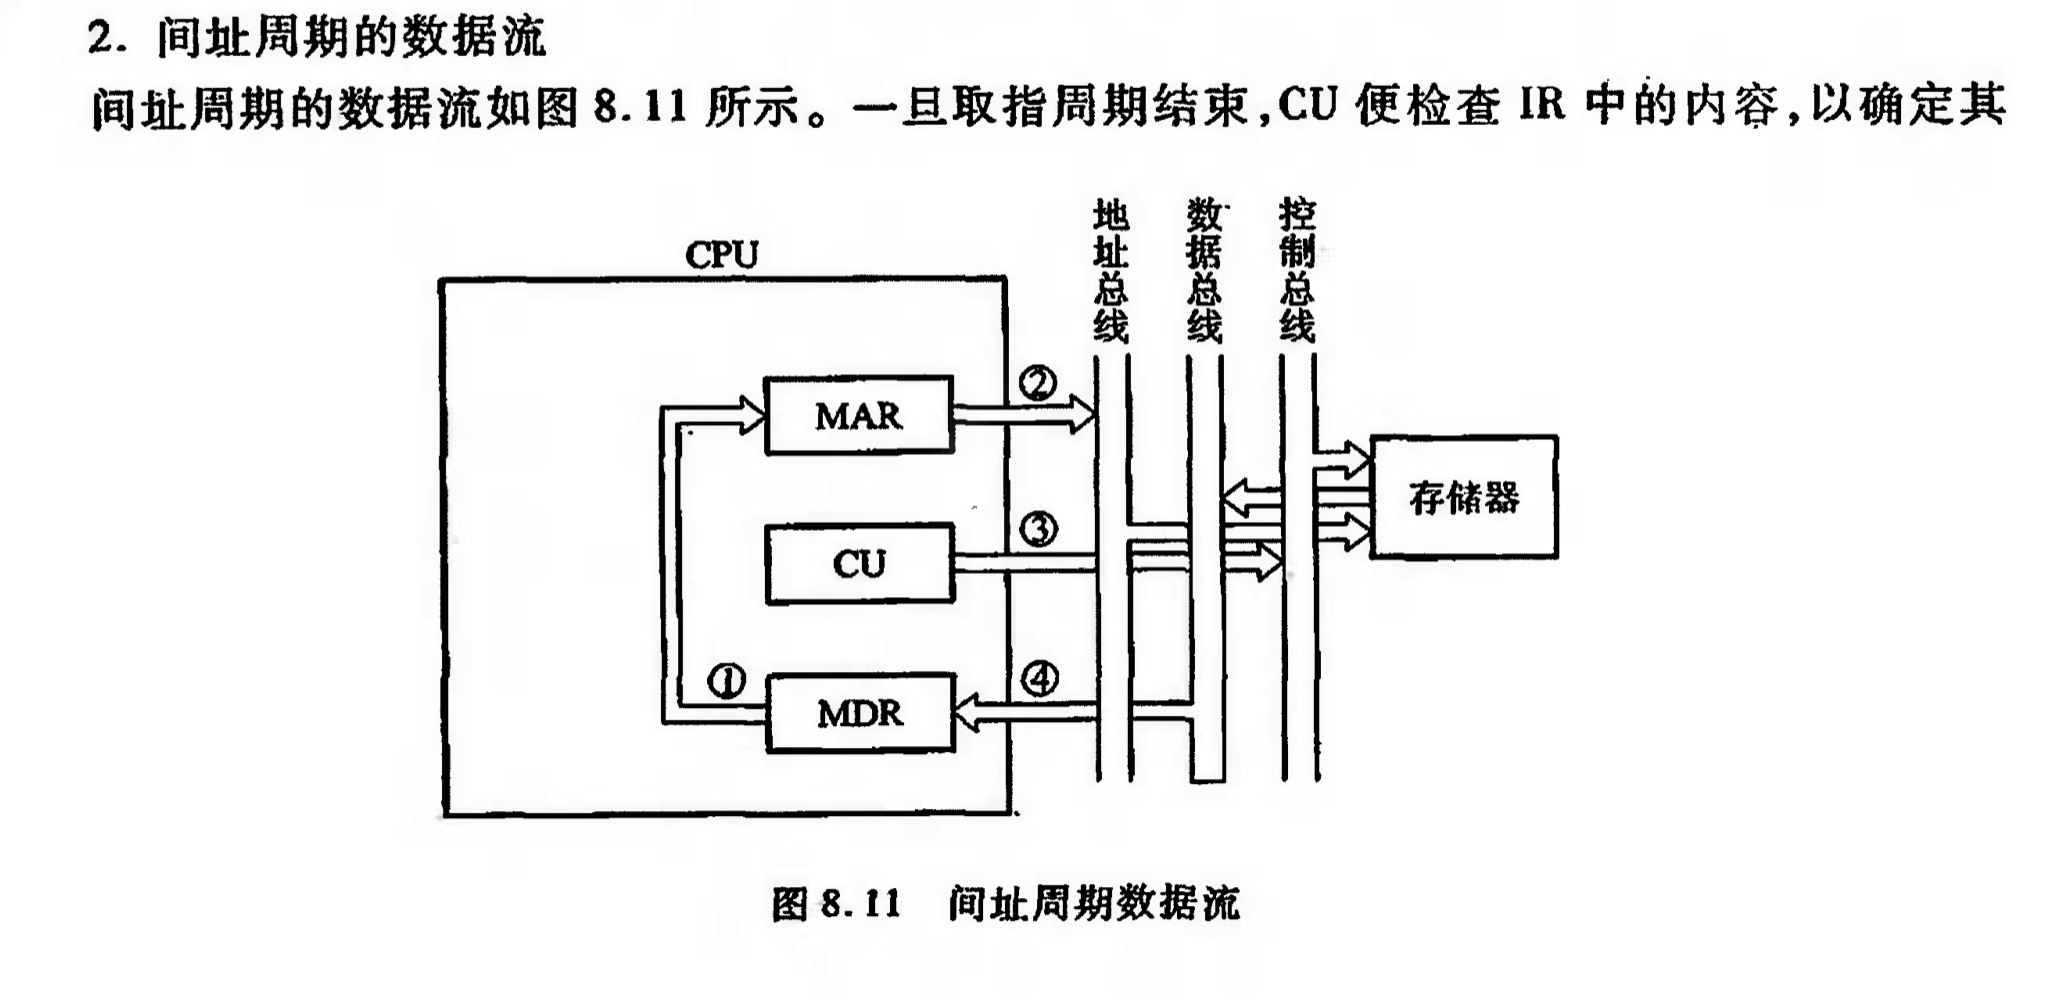 2. 间址周期的数据流
间址周期的数据流如图 8.11 所示。一旦取指周期结束,CU 便检查 IR 中的内容,以确定其
地址总线
数据总线
控制总线
CPU
②
MAR
存储器
③
CU
①
④
MDR
图 8.11 间址周期数据流